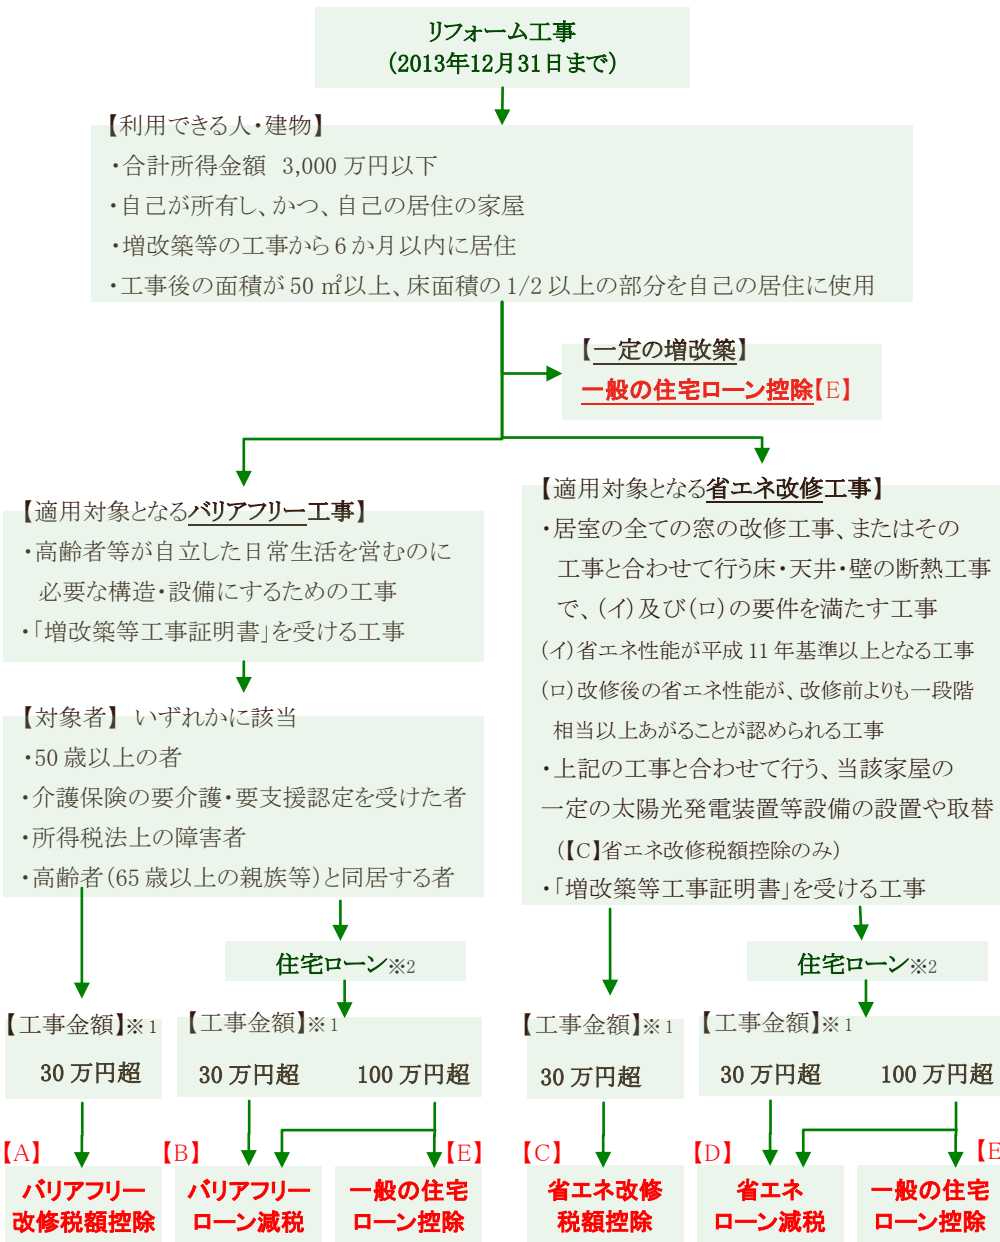 リフォーム工事
(2013年12月31日まで)
【利用できる人・建物】
・合計所得金額 3,000 万円以下
・自己が所有し、かつ、自己の居住の家屋
・増改築等の工事から 6 か月以内に居住
・工事後の面積が 50 ㎡以上、床面積の 1/2 以上の部分を自己の居住に使用
【一定の増改築】
一般の住宅ローン控除【E】
【適用対象となるバリアフリー工事】
・高齢者等が自立した日常生活を営むのに
必要な構造・設備にするための工事
・「増改築等工事証明書」を受ける工事
【対象者】 いずれかに該当
・50 歳以上の者
・介護保険の要介護・要支援認定を受けた者
・所得税法上の障害者
・高齢者(65 歳以上の親族等)と同居する者
住宅ローン※2
【工事金額】※1
30 万円超
【工事金額】※1
30 万円超 100 万円超
【A】
バリアフリー
改修税額控除
【B】
バリアフリー
ローン減税
【E】
一般の住宅
ローン控除
【適用対象となる省エネ改修工事】
・居室の全ての窓の改修工事、またはその
工事と合わせて行う床・天井・壁の断熱工事
で、(イ)及び(ロ)の要件を満たす工事
(イ)省エネ性能が平成 11 年基準以上となる工事
(ロ)改修後の省エネ性能が、改修前よりも一段階
相当以上あがることが認められる工事
・上記の工事と合わせて行う、当該家屋の
一定の太陽光発電装置等設備の設置や取替
(【C】省エネ改修税額控除のみ)
・「増改築等工事証明書」を受ける工事
住宅ローン※2
【工事金額】※1
30 万円超
【工事金額】※1
30 万円超 100 万円超
【C】
省エネ改修
税額控除
【D】
省エネ
ローン減税
【E
一般の住宅
ローン控除